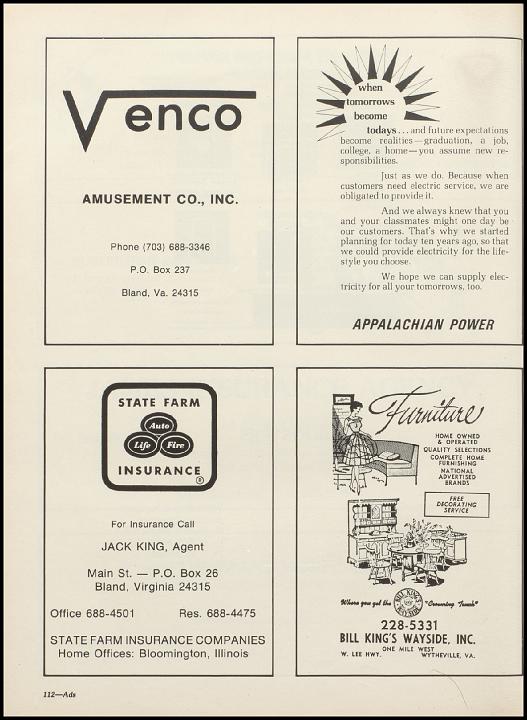 Venco
AMUSEMENT CO., INC.
Phone (703) 688-3346
P.O. Box 237
Bland, Va. 24315
when
tomorrows
become
todays . . . and future expectations
become realities—graduation, a job,
college, a home—you assume new re-
sponsibilities.
Just as we do. Because when
customers need electric service, we are
obligated to provide it.
And we always knew that you
and your classmates might one day be
our customers. That's why we started
planning for today ten years ago, so that
we could provide electricity for the life-
style you choose.
We hope we can supply elec-
tricity for all your tomorrows, too.
APPALACHIAN POWER
STATE FARM
Auto
Life Fire
INSURANCE
®
For Insurance Call
JACK KING, Agent
Main St. — P.O. Box 26
Bland, Virginia 24315
Office 688-4501 Res. 688-4475
STATE FARM INSURANCE COMPANIES
Home Offices: Bloomington, Illinois
Furniture
HOME OWNED
& OPERATED
QUALITY SELECTIONS
COMPLETE HOME
FURNISHING
NATIONAL
ADVERTISED
BRANDS
FREE
DECORATING
SERVICE
Where you get the BILL KING'S WAYSIDE "Crowning Touch"
228-5331
BILL KING'S WAYSIDE, INC.
ONE MILE WEST
W. LEE HWY. WYTHEVILLE, VA.
112—Ads